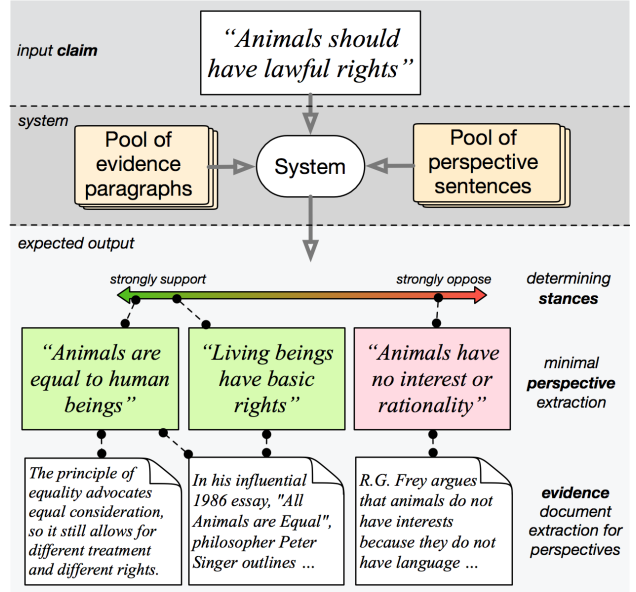 input claim
“Animals should
have lawful rights”
system
Pool of
evidence
paragraphs
System
Pool of
perspective
sentences
expected output
strongly support
strongly oppose
determining
stances
“Animals are
equal to human
beings”
“Living beings
have basic
rights”
“Animals have
no interest or
rationality”
minimal
perspective
extraction
The principle of
equality advocates
equal consideration,
so it still allows for
different treatment
and different rights.
In his influential
1986 essay, "All
Animals are Equal",
philosopher Peter
Singer outlines ...
R.G. Frey argues
that animals do not
have interests
because they do not
have language ...
evidence
document
extraction for
perspectives